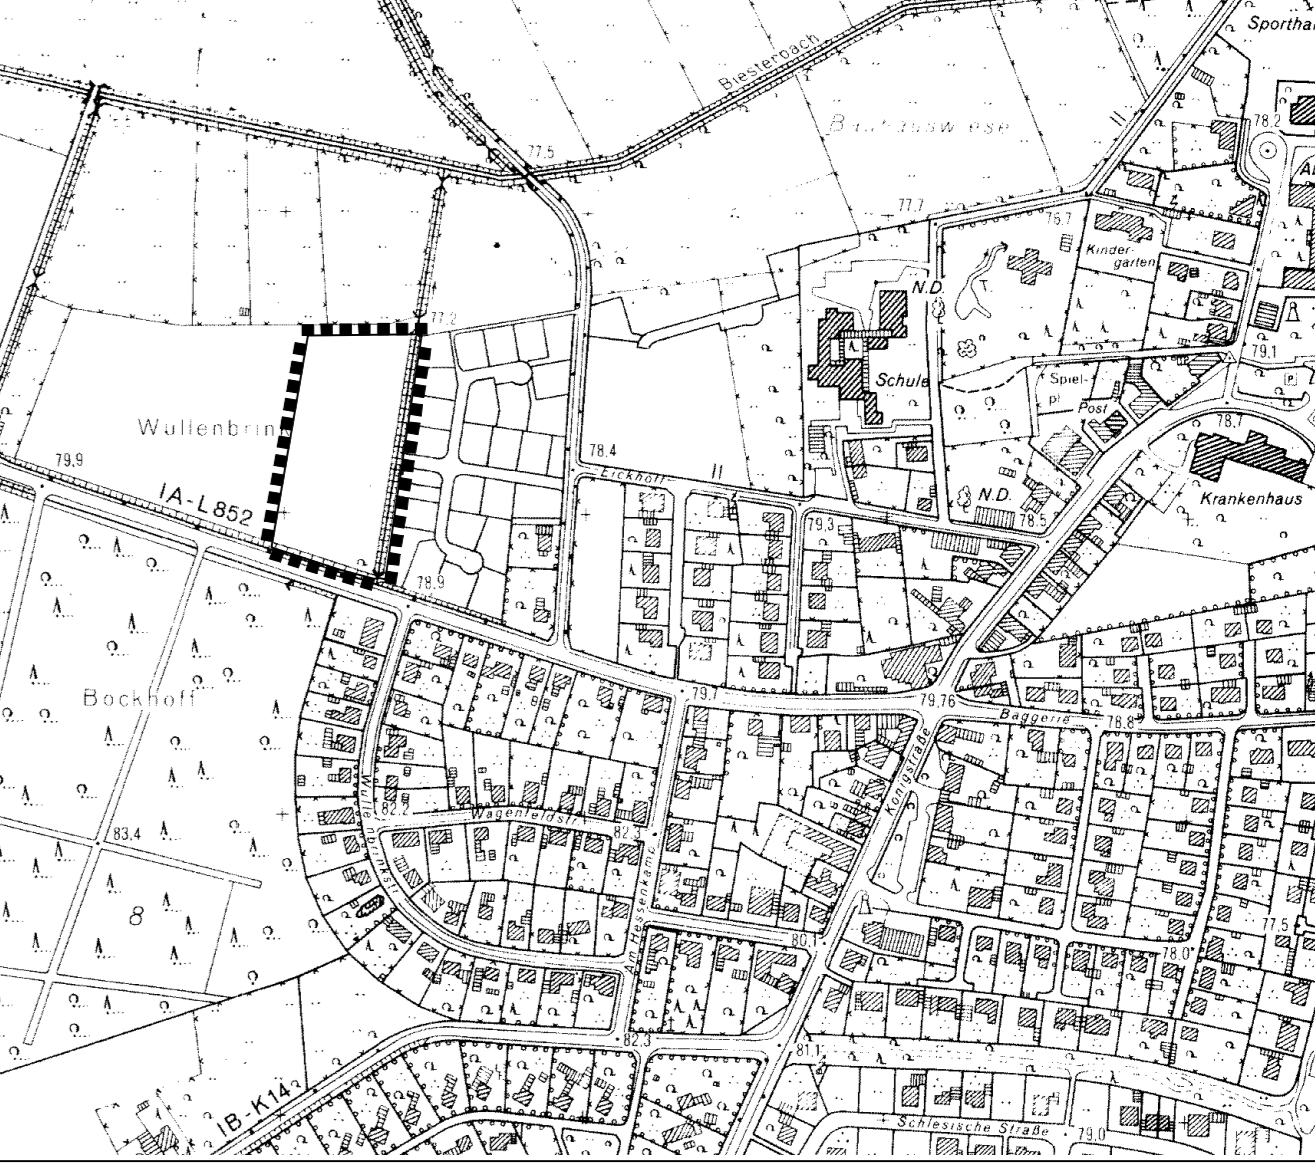 Biesterbach
Bauhauswiese
78.2
77.5
77.7
76.7
Kinder-
garten
N.D.
77.2
79.1
Schule
Spiel-
pl
Post
P
78.7
Wullenbrink
79,9
78.4
Eickhoff
II
Krankenhaus
IA-L852
N.D.
79,3
78.5
78.9
Bockhoff
79.7
79,76
Baggerie
78.8
Königstraße
Wullenbrinkstr.
82.2
Wagenfeldstr.
82.3
83.4
Am Hessenkamp
8
80.1
77,5
78.0
82.3
81.1
IB-K14
Schlesische Straße
79.0